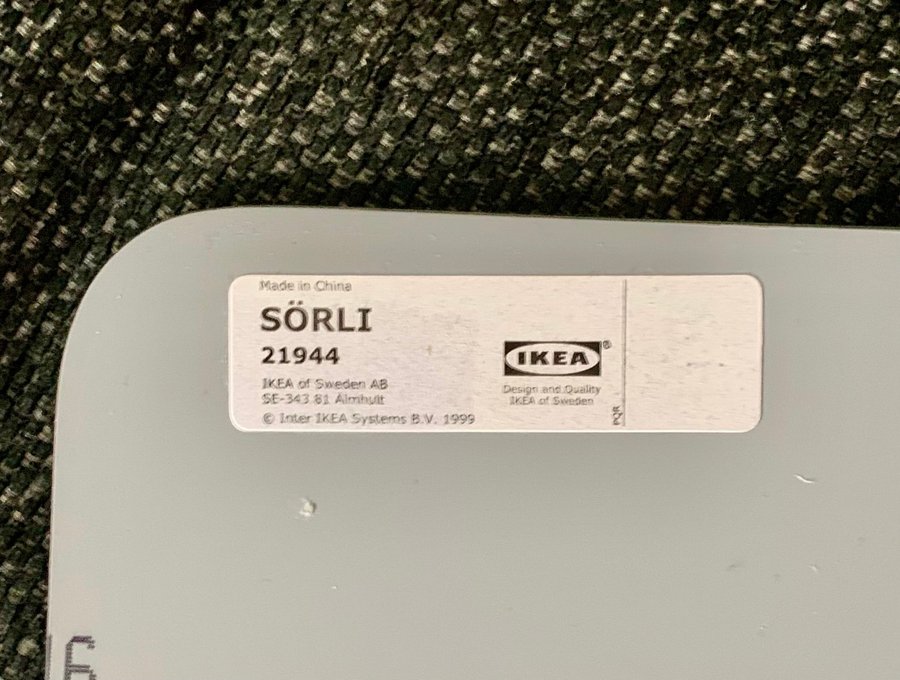 Made in China
SÖRLI
21944
IKEA of Sweden AB
SE-343 81 Älmhult
© Inter IKEA Systems B.V. 1999
IKEA®
Design and Quality
IKEA of Sweden
PQR